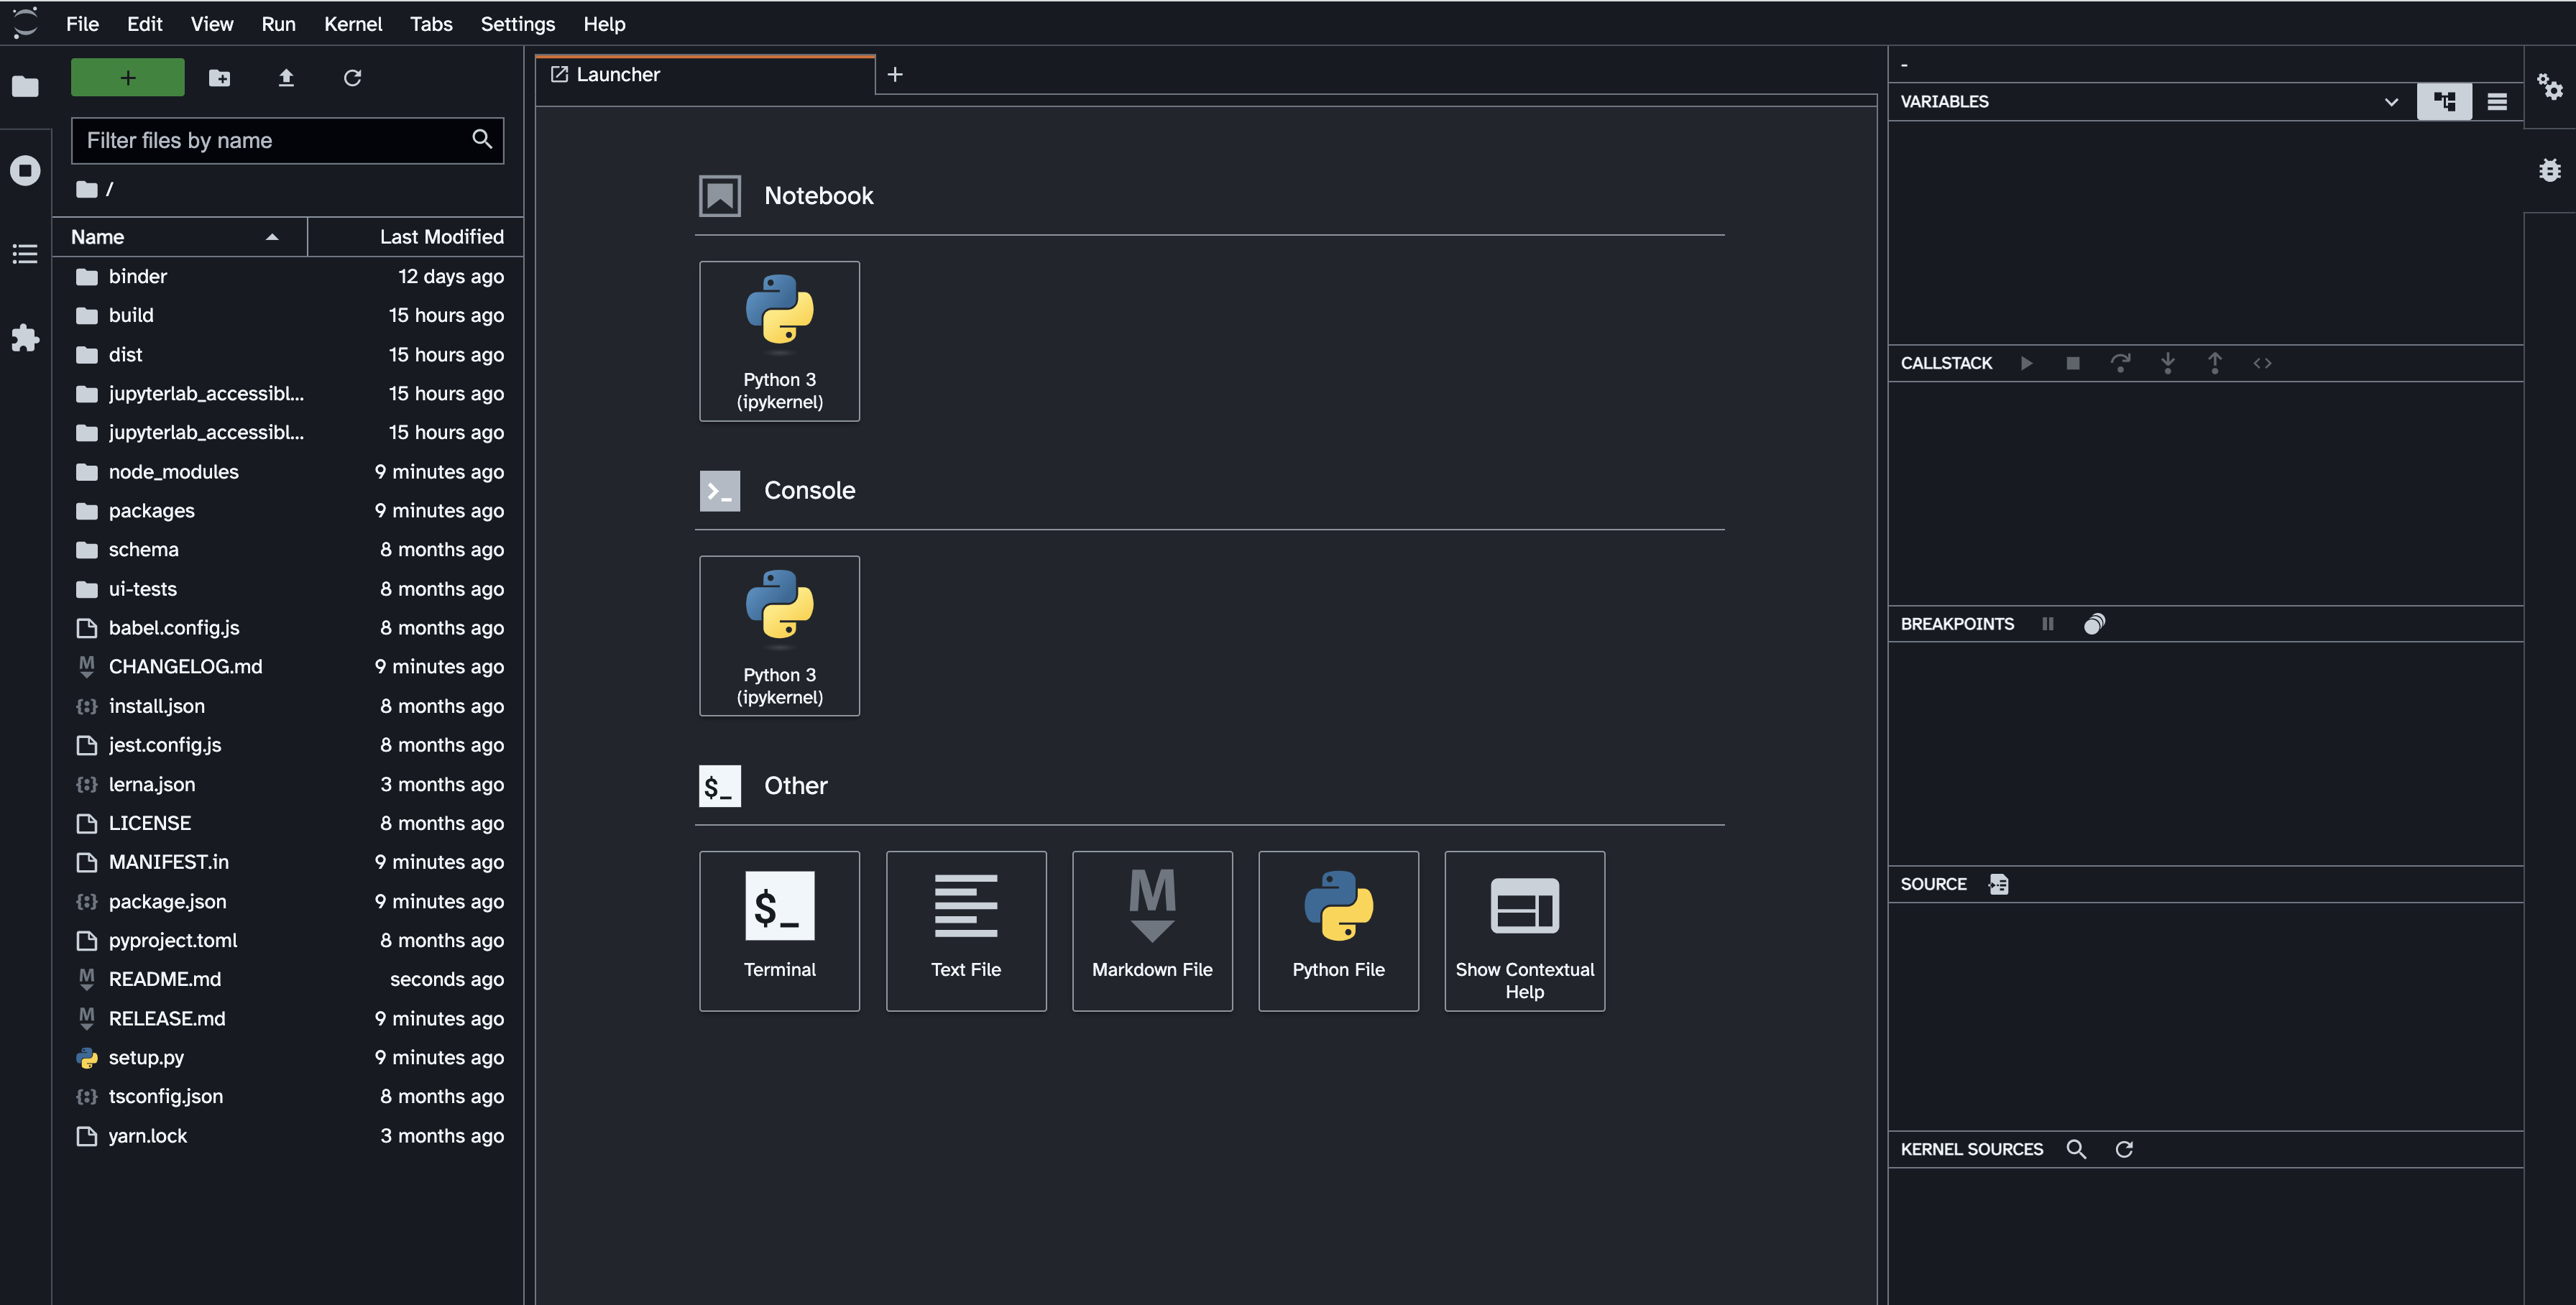 File Edit View Run Kernel Tabs Settings Help
+
Filter files by name
/
Name Last Modified
binder 12 days ago
build 15 hours ago
dist 15 hours ago
jupyterlab_accessibl... 15 hours ago
jupyterlab_accessibl... 15 hours ago
node_modules 9 minutes ago
packages 9 minutes ago
schema 8 months ago
ui-tests 8 months ago
babel.config.js 8 months ago
CHANGELOG.md 9 minutes ago
install.json 8 months ago
jest.config.js 8 months ago
lerna.json 3 months ago
LICENSE 8 months ago
MANIFEST.in 9 minutes ago
package.json 9 minutes ago
pyproject.toml 8 months ago
README.md seconds ago
RELEASE.md 9 minutes ago
setup.py 9 minutes ago
tsconfig.json 8 months ago
yarn.lock 3 months ago
Launcher +
Notebook
Python 3
(ipykernel)
Console
Python 3
(ipykernel)
$_ Other
$_
Terminal
Text File
M
Markdown File
Python File
Show Contextual
Help
-
VARIABLES
CALLSTACK
BREAKPOINTS
SOURCE
KERNEL SOURCES